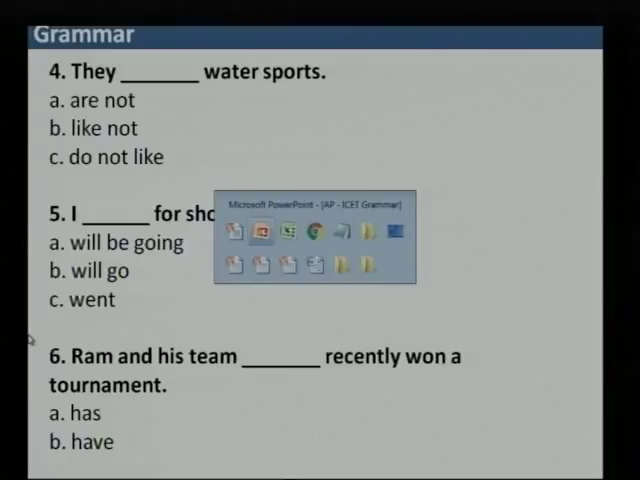 Grammar
4. They _______ water sports.
a. are not
b. like not
c. do not like
5. I ______ for
a. will be going
b. will go
c. went
Microsoft PowerPoint - [AP - ICET Grammar]
6. Ram and his team _______ recently won a
tournament.
a. has
b. have